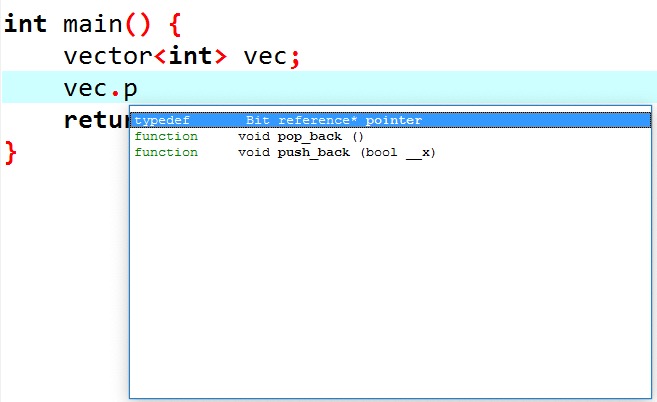 int main() {
vector<int> vec;
vec.p
retur
typedef Bit reference* pointer
function void pop_back ()
function void push_back (bool __x)
}